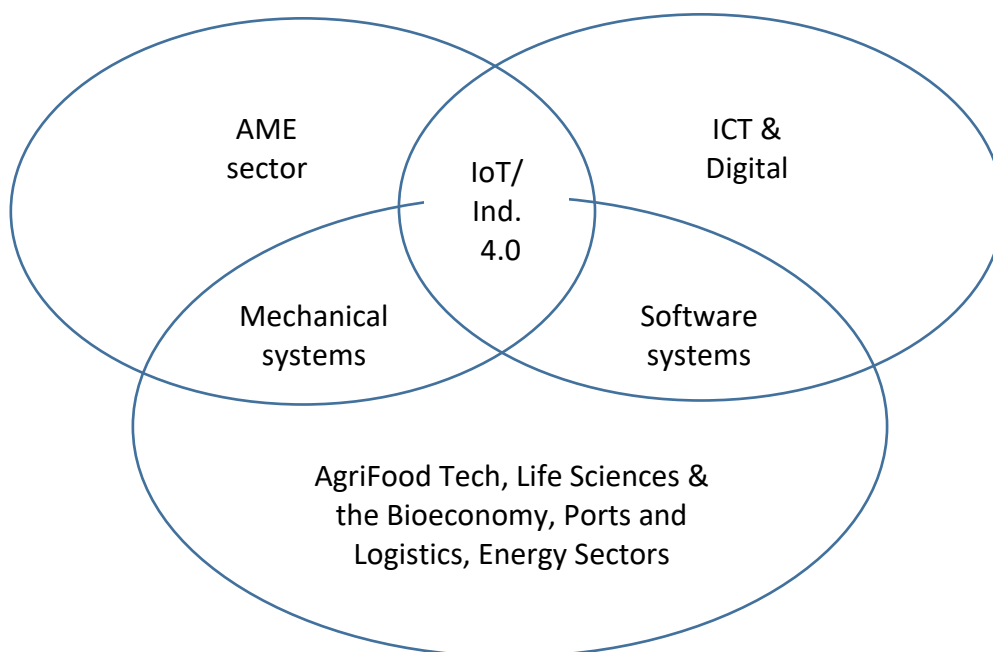 AME
sector
ICT &
Digital
IoT/
Ind.
4.0
Mechanical
systems
Software
systems
AgriFood Tech, Life Sciences &
the Bioeconomy, Ports and
Logistics, Energy Sectors